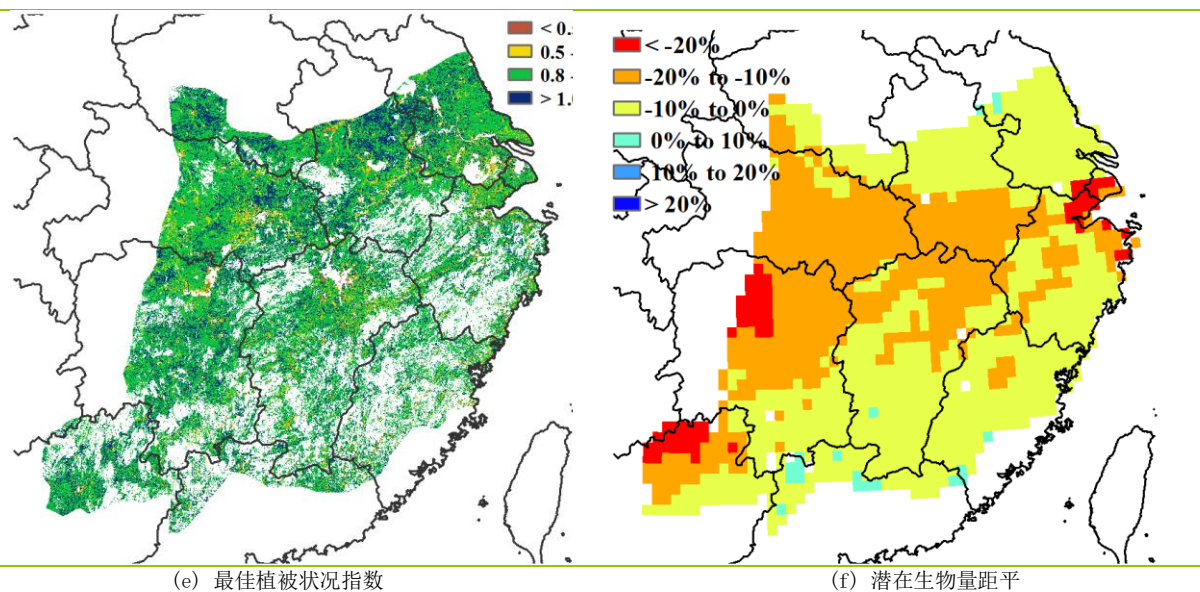 < 0.
0.5
0.8
> 1.
< -20%
-20% to -10%
-10% to 0%
0% to 10%
10% to 20%
> 20%
(e) 最佳植被状况指数
(f) 潜在生物量距平